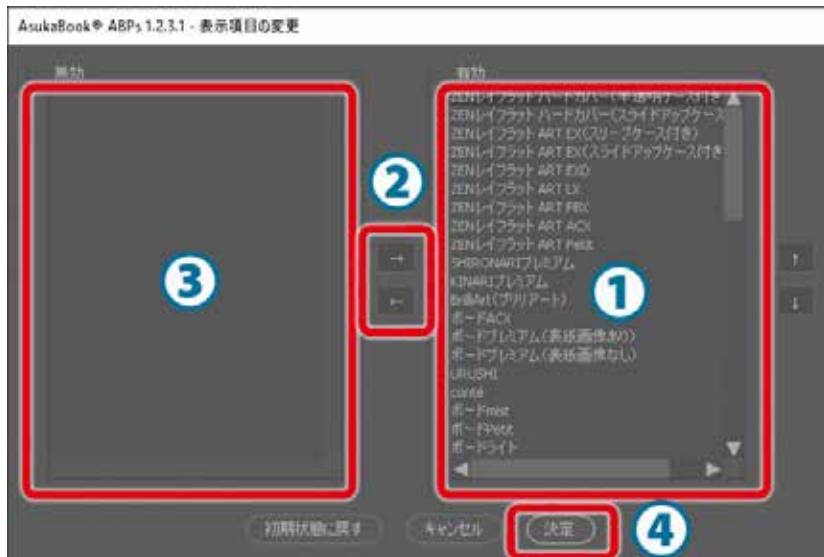 AsukaBook® ABPs 1.2.3.1 - 表示項目の変更
無効
有効
ZENレイフラット ハードカバー(半透明ケース付き
ZENレイフラット ハードカバー(スライドアップケース
ZENレイフラット ART EX(スリーブケース付き)
ZENレイフラット ART EX(スライドアップケース(付き
ZENレイフラット ART EXD
ZENレイフラット ART LX
ZENレイフラット ART PRX
ZENレイフラット ART ACX
ZENレイフラット ART Petit
SHIRONARIプレミアム
KINARIプレミアム
BrilliArt(ブリリアート)
ボードACX
ボードプレミアム(表紙画像あり)
ボードプレミアム(表紙画像なし)
URUSHI
conté
ボードmist
ボードPetit
ボードライト
→
←
↑
↓
①
②
③
④
初期状態に戻す
キャンセル
決定